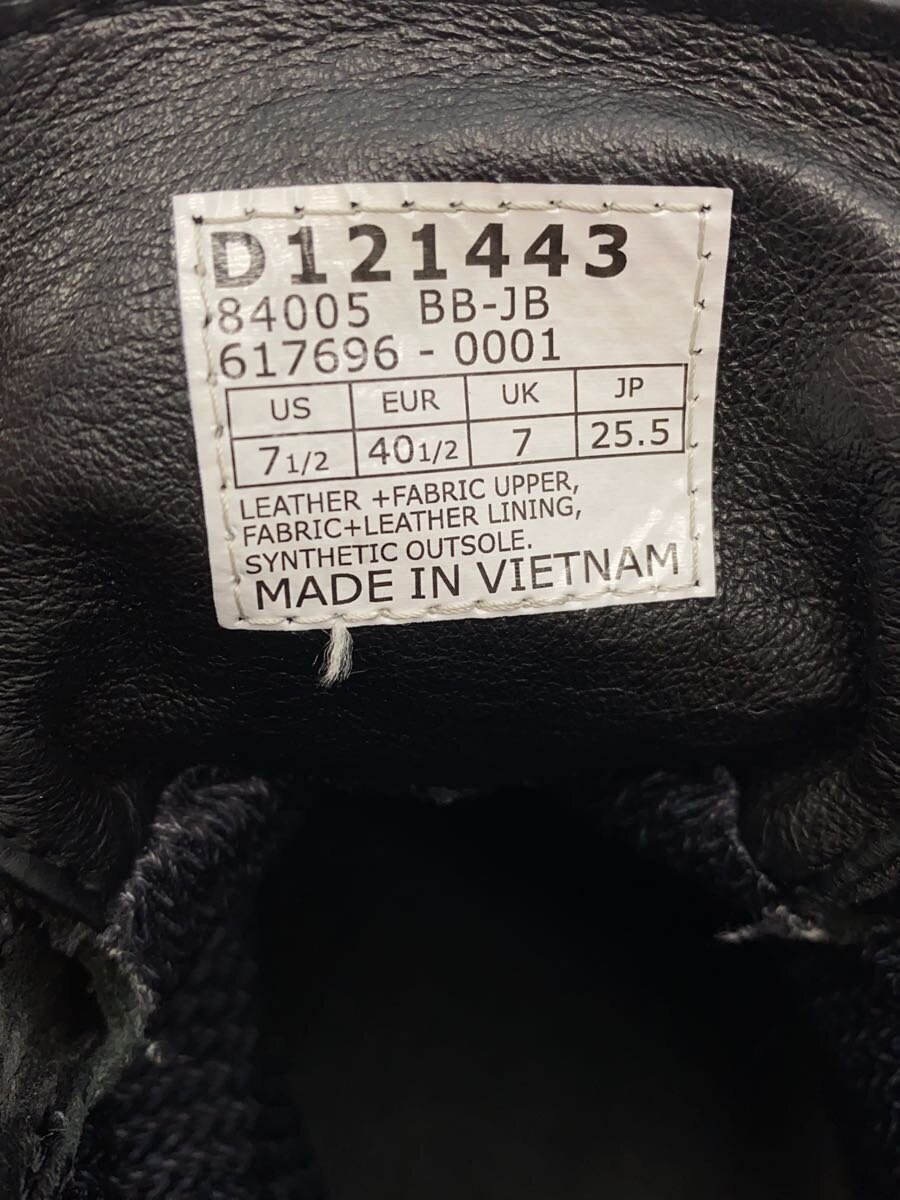 D121443
84005 BB-JB
617696 - 0001
US EUR UK JP
7 1/2 40 1/2 7 25.5
LEATHER +FABRIC UPPER,
FABRIC+LEATHER LINING,
SYNTHETIC OUTSOLE.
MADE IN VIETNAM